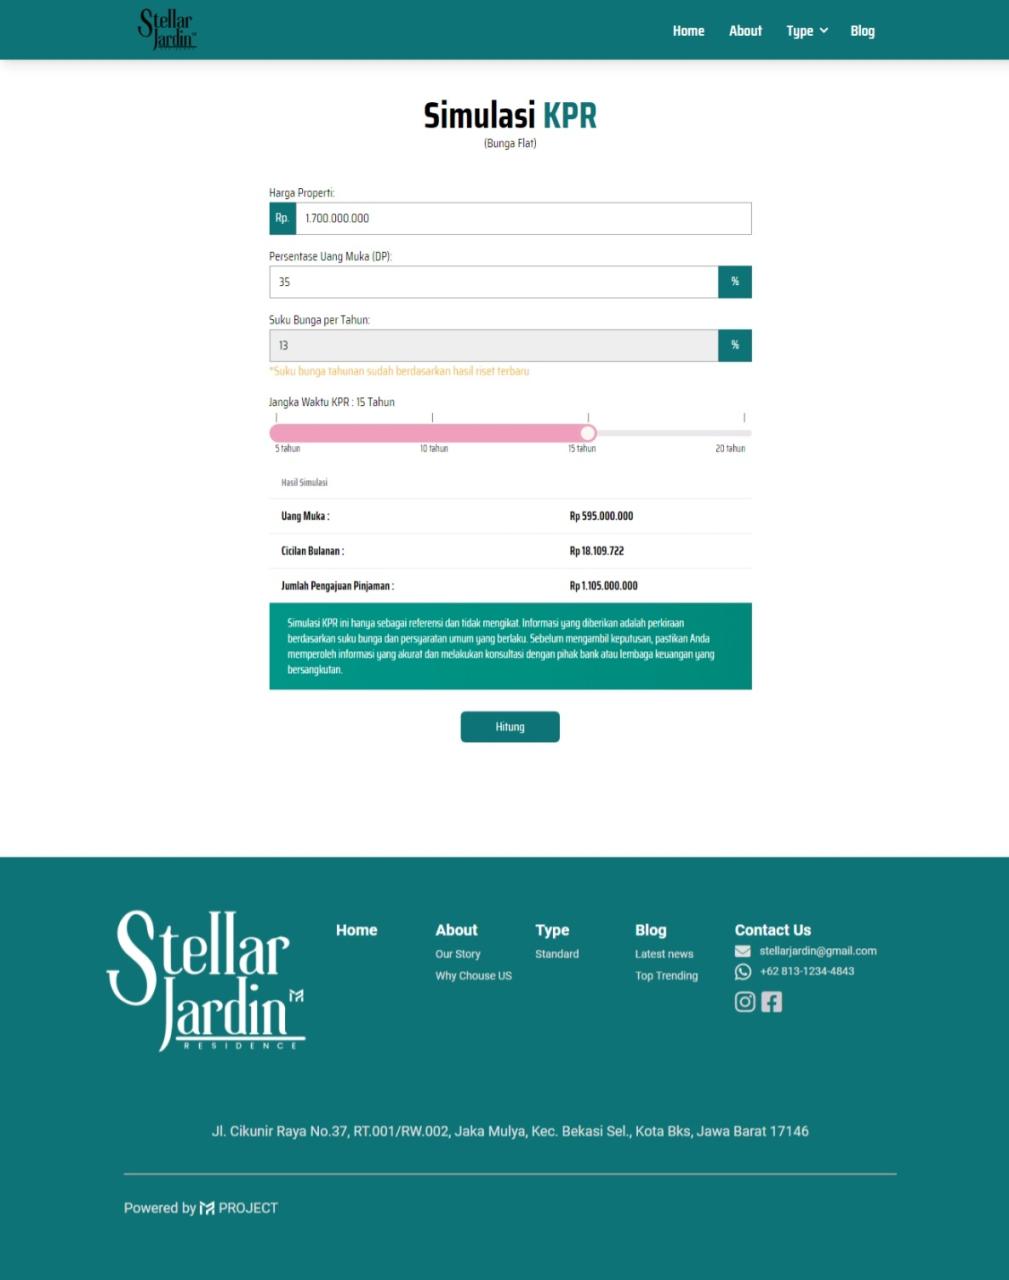 Stellar
Jardin
Home About Type Blog
Simulasi KPR
(Bunga Flat)
Harga Properti:
Rp. 1.700.000.000
Persentase Uang Muka (DP):
35 %
Suku Bunga per Tahun:
13 %
*Suku bunga tahunan sudah berdasarkan hasil riset terbaru
Jangka Waktu KPR : 15 Tahun
5 tahun 10 tahun 15 tahun 20 tahun
Hasil Simulasi
Uang Muka : Rp 595.000.000
Cicilan Bulanan : Rp 18.109.722
Jumlah Pengajuan Pinjaman : Rp 1.105.000.000
Simulasi KPR ini hanya sebagai referensi dan tidak mengikat. Informasi yang diberikan adalah perkiraan
berdasarkan suku bunga dan persyaratan umum yang berlaku. Sebelum mengambil keputusan, pastikan Anda
memperoleh informasi yang akurat dan melakukan konsultasi dengan pihak bank atau lembaga keuangan yang
bersangkutan.
Hitung
Stellar
Jardin
RESIDENCE
Home
About
Our Story
Why Chouse US
Type
Standard
Blog
Latest news
Top Trending
Contact Us
stellarjardin@gmail.com
+62 813-1234-4843
Jl. Cikunir Raya No.37, RT.001/RW.002, Jaka Mulya, Kec. Bekasi Sel., Kota Bks, Jawa Barat 17146
Powered by M PROJECT